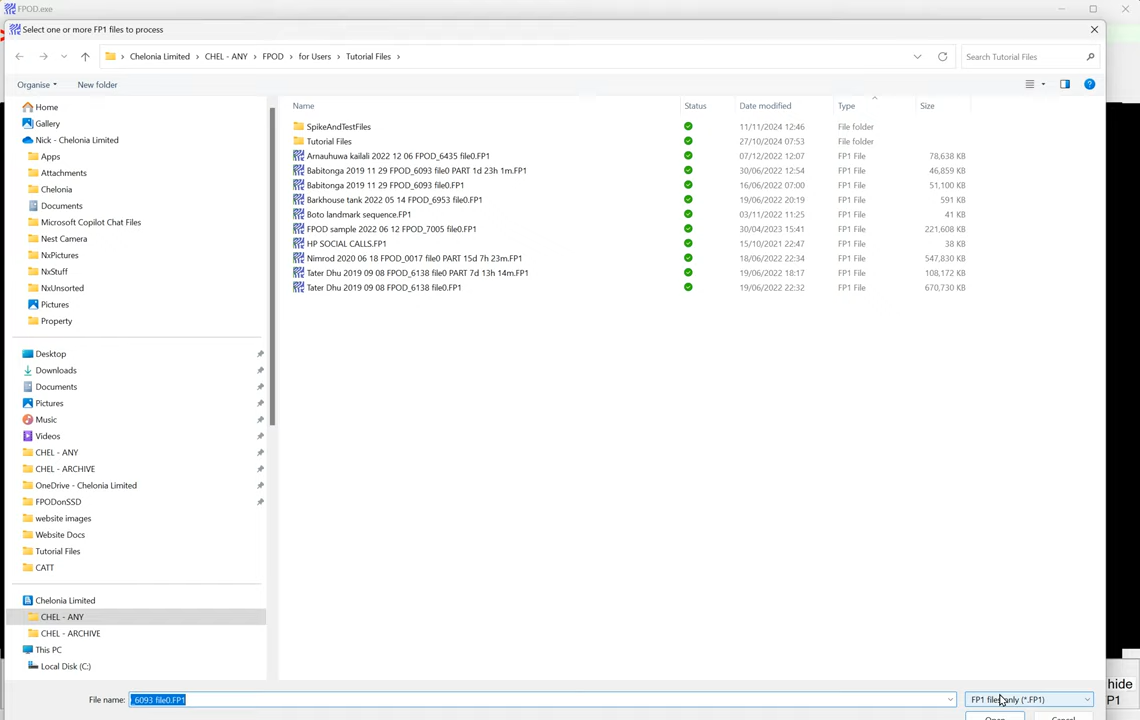 FPOD.exe
Select one or more FP1 files to process
Chelonia Limited > CHEL - ANY > FPOD > for Users > Tutorial Files >
Search Tutorial Files
Organise
New folder
Name
Status
Date modified
Type
Size
Home
Gallery
Nick - Chelonia Limited
Apps
Attachments
Chelonia
Documents
Microsoft Copilot Chat Files
Nest Camera
NxPictures
NxStuff
NxUnsorted
Pictures
Property
Desktop
Downloads
Documents
Pictures
Music
Videos
CHEL - ANY
CHEL - ARCHIVE
OneDrive - Chelonia Limited
FPODonSSD
website images
Website Docs
Tutorial Files
CATT
Chelonia Limited
CHEL - ANY
CHEL - ARCHIVE
This PC
Local Disk (C:)
SpikeAndTestFiles 11/11/2024 12:46 File folder
Tutorial Files 27/10/2024 07:53 File folder
Arnauhuwa kailali 2022 12 06 FPOD_6435 file0.FP1 07/12/2022 12:07 FP1 File 78,638 KB
Babitonga 2019 11 29 FPOD_6093 file0 PART 1d 23h 1m.FP1 30/06/2022 12:54 FP1 File 46,859 KB
Babitonga 2019 11 29 FPOD_6093 file0.FP1 16/06/2022 07:00 FP1 File 51,100 KB
Barkhouse tank 2022 05 14 FPOD_6953 file0.FP1 19/06/2022 20:19 FP1 File 591 KB
Boto landmark sequence.FP1 03/11/2022 11:25 FP1 File 41 KB
FPOD sample 2022 06 12 FPOD_7005 file0.FP1 30/04/2023 15:41 FP1 File 221,608 KB
HP SOCIAL CALLS.FP1 15/10/2021 22:47 FP1 File 38 KB
Nimrod 2020 06 18 FPOD_0017 file0 PART 15d 7h 23m.FP1 18/06/2022 22:34 FP1 File 547,830 KB
Tater Dhu 2019 09 08 FPOD_6138 file0 PART 7d 13h 14m.FP1 19/06/2022 18:17 FP1 File 108,172 KB
Tater Dhu 2019 09 08 FPOD_6138 file0.FP1 19/06/2022 22:32 FP1 File 670,730 KB
hide
P1
File name: 6093 file0.FP1
FP1 files only (*.FP1)
Open
Cancel